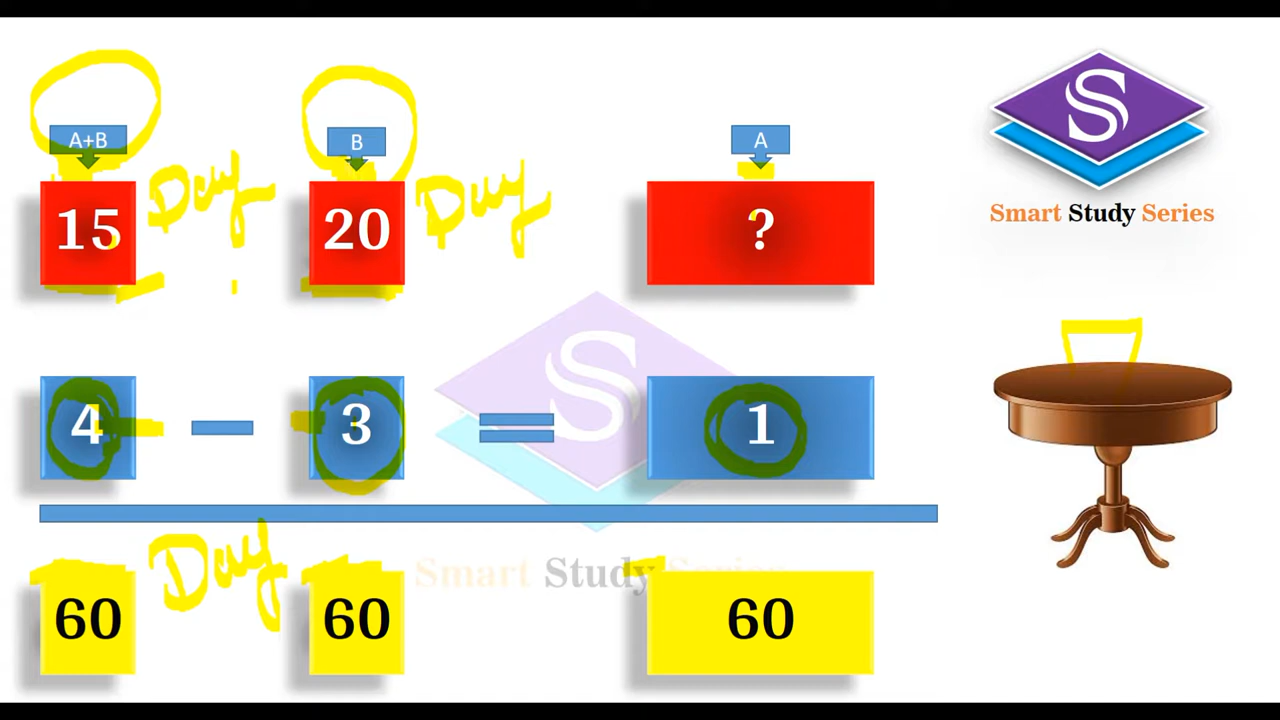 A+B
B
A
15 Day
20 Day
?
S
Smart Study Series
4 - 3 = 1
S
Day
Smart Study Series
60 60 60